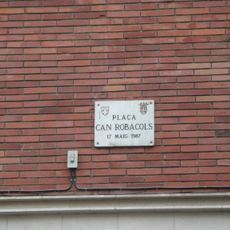 PLAÇA
CAN ROBACOLS
17 MAIG 1987